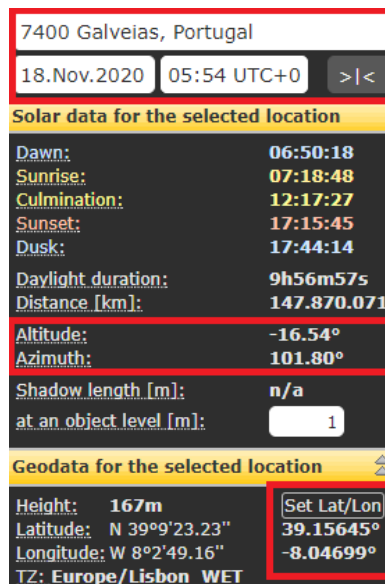 7400 Galveias, Portugal
18.Nov.2020 05:54 UTC+0 >|<
Solar data for the selected location
Dawn: 06:50:18
Sunrise: 07:18:48
Culmination: 12:17:27
Sunset: 17:15:45
Dusk: 17:44:14
Daylight duration: 9h56m57s
Distance [km]: 147.870.071
Altitude: -16.54°
Azimuth: 101.80°
Shadow length [m]: n/a
at an object level [m]: 1
Geodata for the selected location
Height: 167m Set Lat/Lon
Latitude: N 39°9'23.23'' 39.15645°
Longitude: W 8°2'49.16'' -8.04699°
TZ: Europe/Lisbon WET